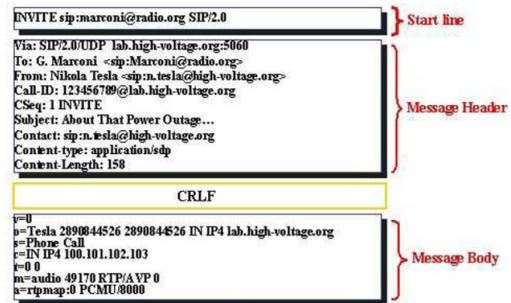 INVITE sip:marconi@radio.org SIP/2.0
Start line
Via: SIP/2.0/UDP lab.high-voltage.org:5060
To: G. Marconi <sip:Marconi@radio.org>
From: Nikola Tesla <sip:n.tesla@high-voltage.org>
Call-ID: 123456789@lab.high-voltage.org
CSeq: 1 INVITE
Subject: About That Power Outage...
Contact: sip:n.tesla@high-voltage.org
Content-type: application/sdp
Content-Length: 158
Message Header
CRLF
v=0
o=Tesla 2890844526 2890844526 IN IP4 lab.high-voltage.org
s=Phone Call
c=IN IP4 100.101.102.103
t=0 0
m=audio 49170 RTP/AVP 0
a=rtpmap:0 PCMU/8000
Message Body